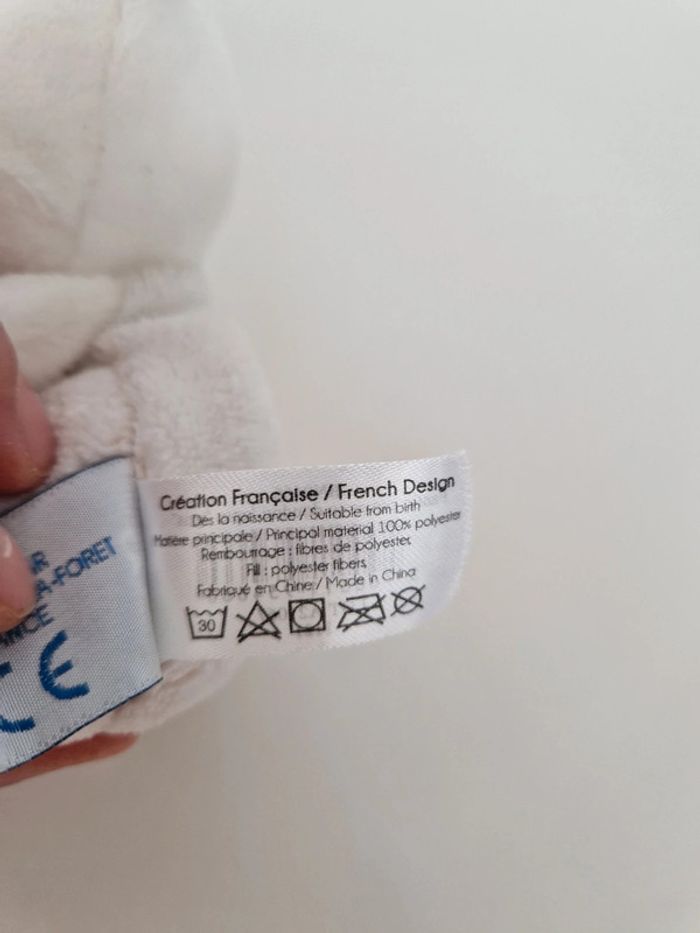 Création Française / French Design
Dès la naissance / Suitable from birth
Matière principale / Principal material 100% polyester
Rembourrage : fibres de polyester
Fill : polyester fibers
Fabriqué en Chine / Made in China
30
A-FORET
CE